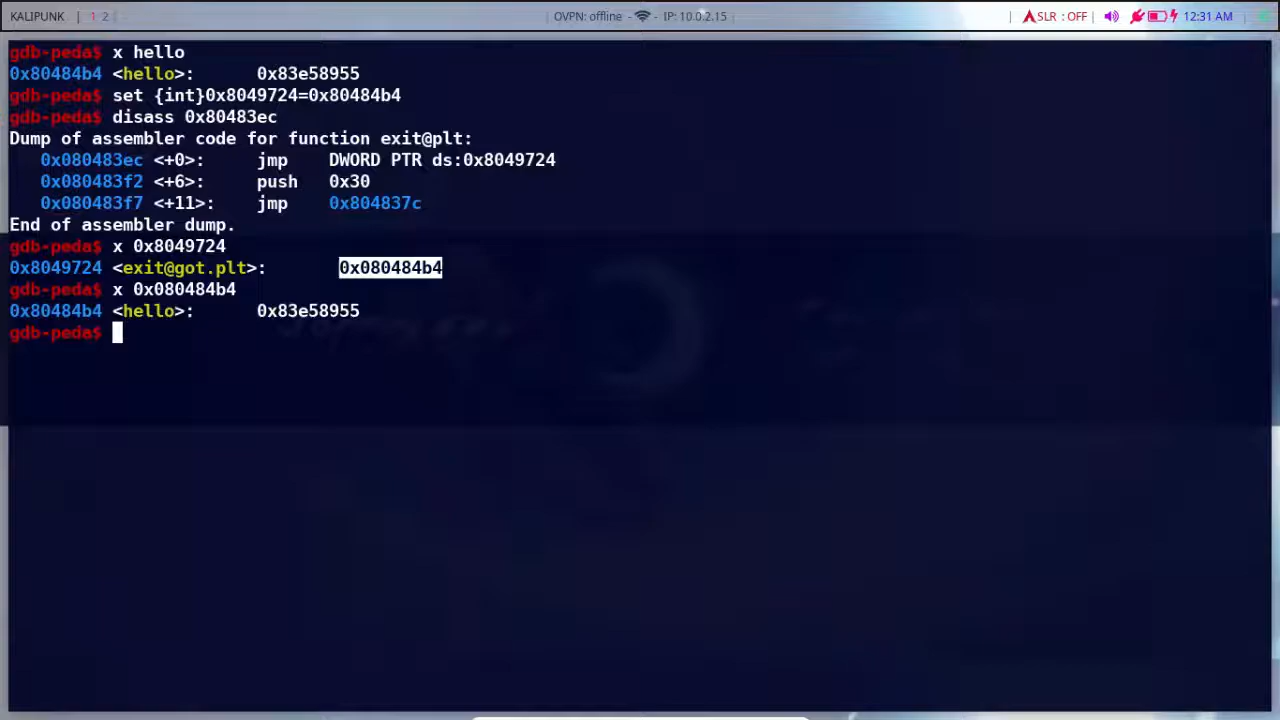 KALIPUNK | 1 2 | OVPN: offline - - IP: 10.0.2.15 | | SLR : OFF | 12:31 AM |
gdb-peda$ x hello
0x80484b4 <hello>: 0x83e58955
gdb-peda$ set {int}0x8049724=0x80484b4
gdb-peda$ disass 0x80483ec
Dump of assembler code for function exit@plt:
0x080483ec <+0>: jmp DWORD PTR ds:0x8049724
0x080483f2 <+6>: push 0x30
0x080483f7 <+11>: jmp 0x804837c
End of assembler dump.
gdb-peda$ x 0x8049724
0x8049724 <exit@got.plt>: 0x080484b4
gdb-peda$ x 0x080484b4
0x80484b4 <hello>: 0x83e58955
gdb-peda$